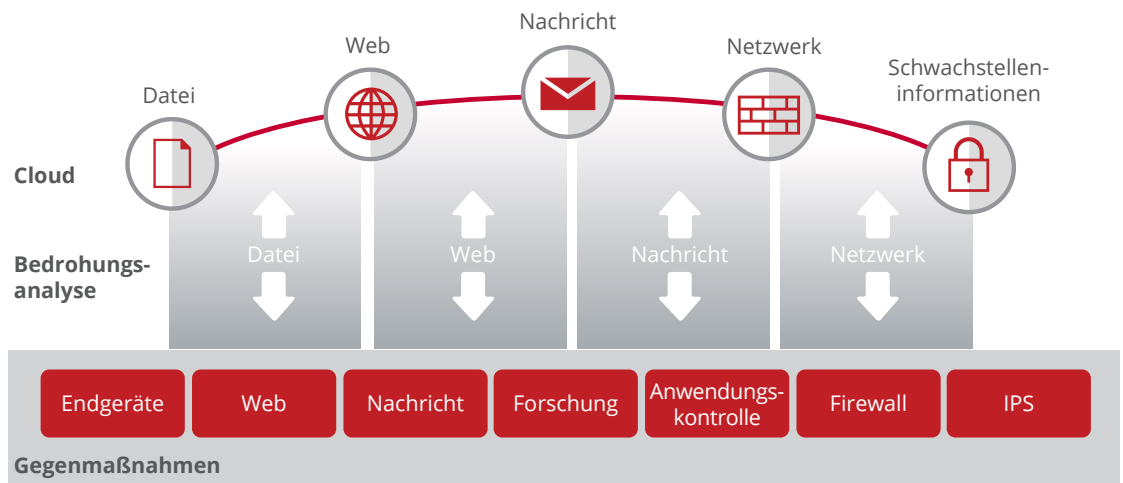 Nachricht
Web
Netzwerk
Schwachstellen-
informationen
Datei
Cloud
Bedrohungs-
analyse
Datei
Web
Nachricht
Netzwerk
Endgeräte
Web
Nachricht
Forschung
Anwendungs-
kontrolle
Firewall
IPS
Gegenmaßnahmen